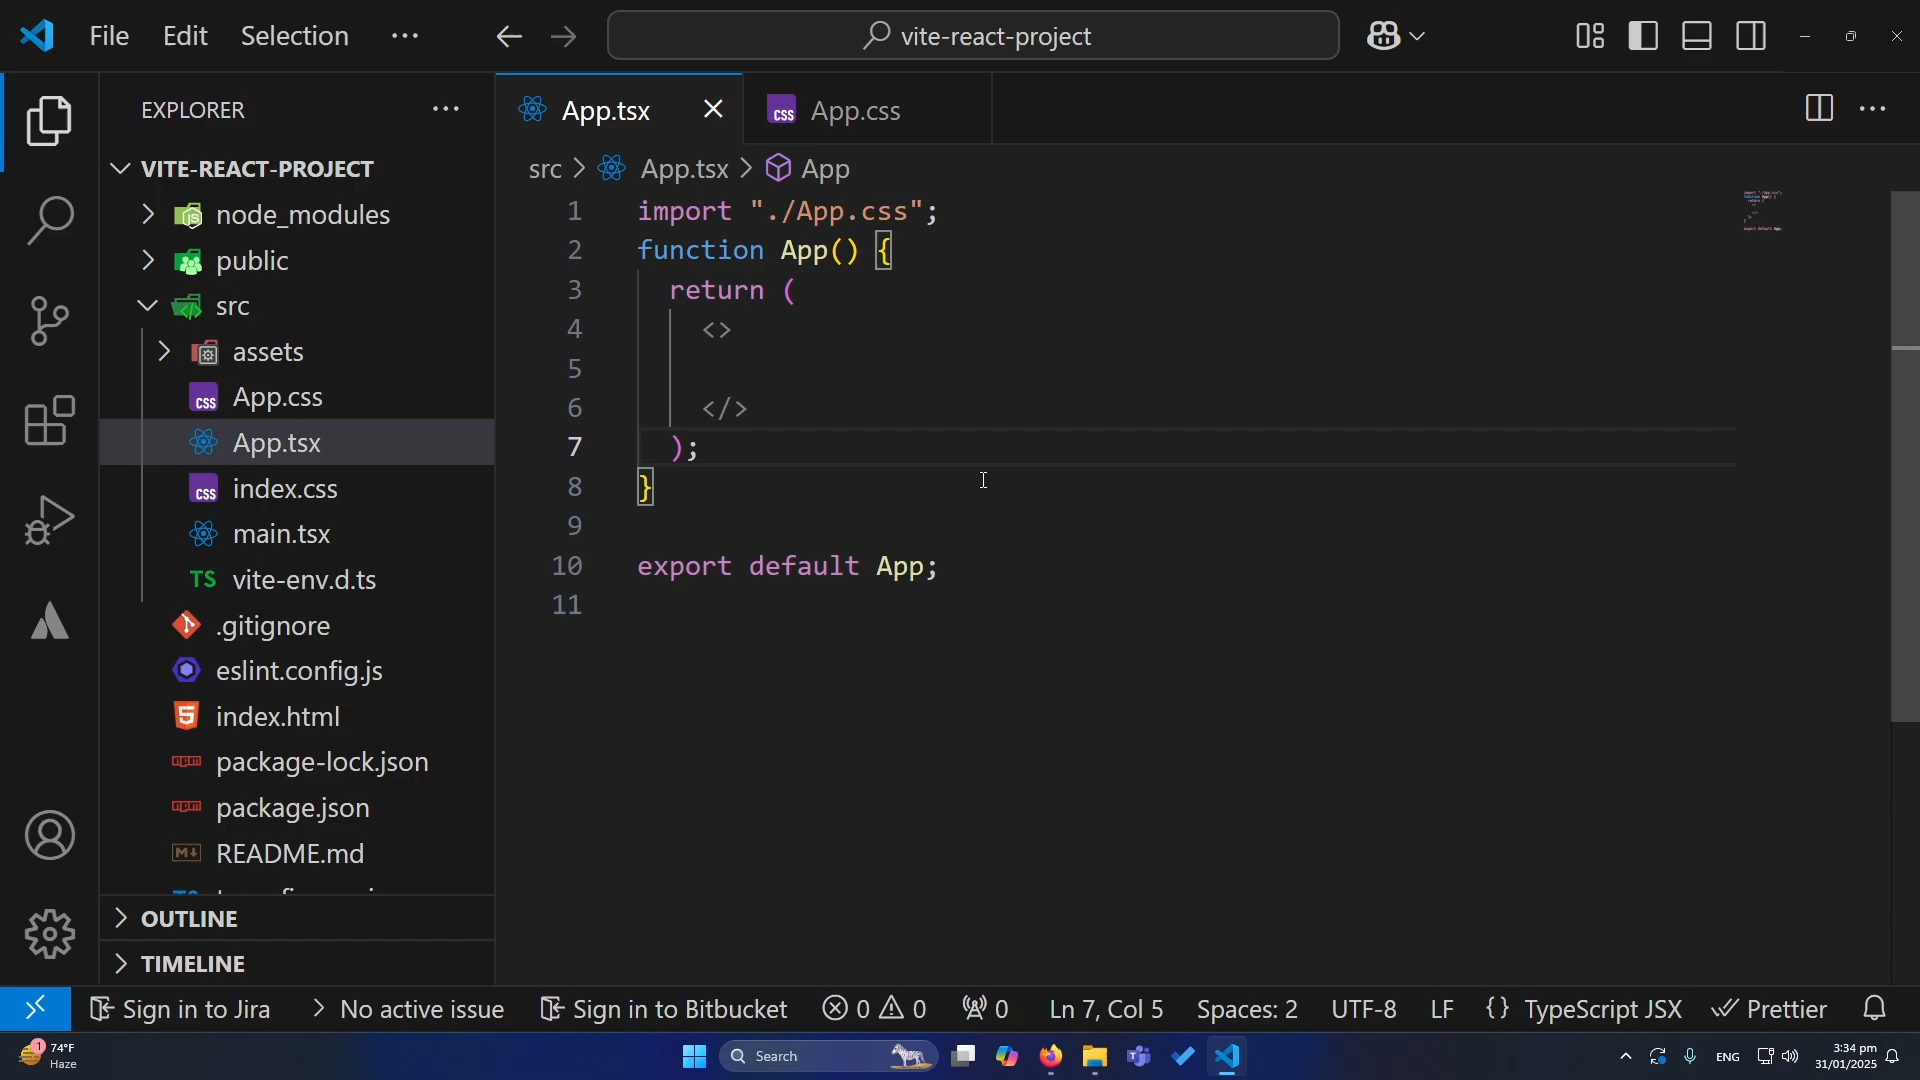 File Edit Selection ···
vite-react-project
EXPLORER
App.tsx
App.css
VITE-REACT-PROJECT
node_modules
public
src
assets
App.css
App.tsx
index.css
main.tsx
TS vite-env.d.ts
.gitignore
eslint.config.js
index.html
package-lock.json
package.json
README.md
OUTLINE
TIMELINE
src > App.tsx > App
1 import "./App.css";
2 function App() {
3 return (
4 <>
5
6 </>
7 );
8 }
9
10 export default App;
11
Sign in to Jira > No active issue Sign in to Bitbucket 0 0 0 Ln 7, Col 5 Spaces: 2 UTF-8 LF {} TypeScript JSX Prettier
1 74°F
Haze
Search
ENG
3:34 pm
31/01/2025